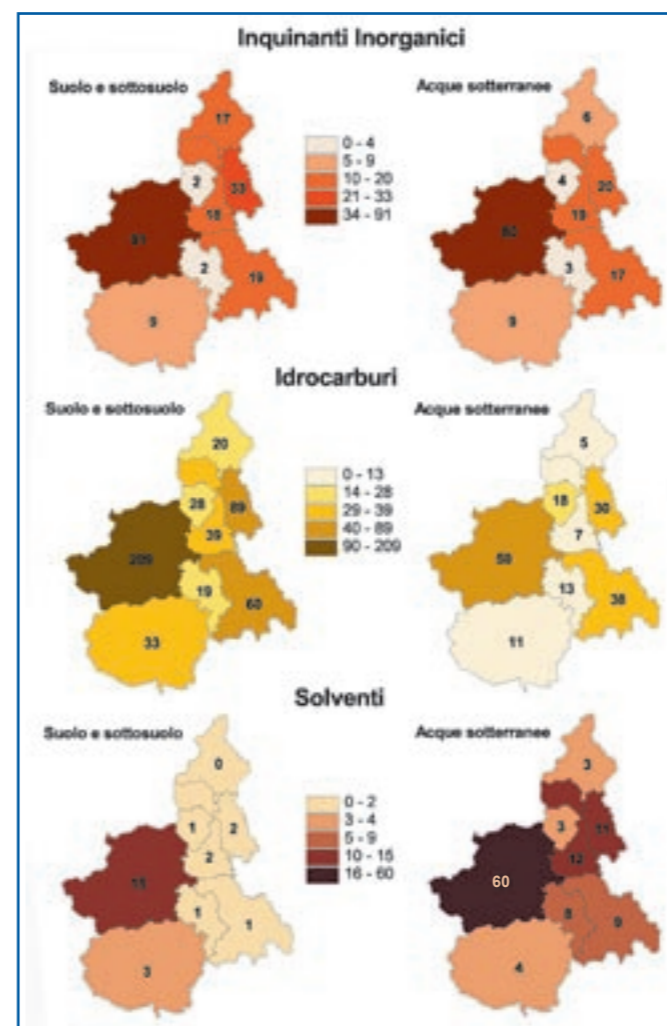 Inquinanti Inorganici
Suolo e sottosuolo
Acque sotterranee
17
2
33
18
91
2
19
9
0 - 4
5 - 9
10 - 20
21 - 33
34 - 91
6
4
20
19
3
17
9
Idrocarburi
Suolo e sottosuolo
Acque sotterranee
20
28
89
39
209
19
60
33
0 - 13
14 - 28
29 - 39
40 - 89
90 - 209
5
18
30
7
13
38
11
Solventi
Suolo e sottosuolo
Acque sotterranee
0
1
2
2
15
1
1
3
0 - 2
3 - 4
5 - 9
10 - 15
16 - 60
3
3
11
12
60
8
9
4